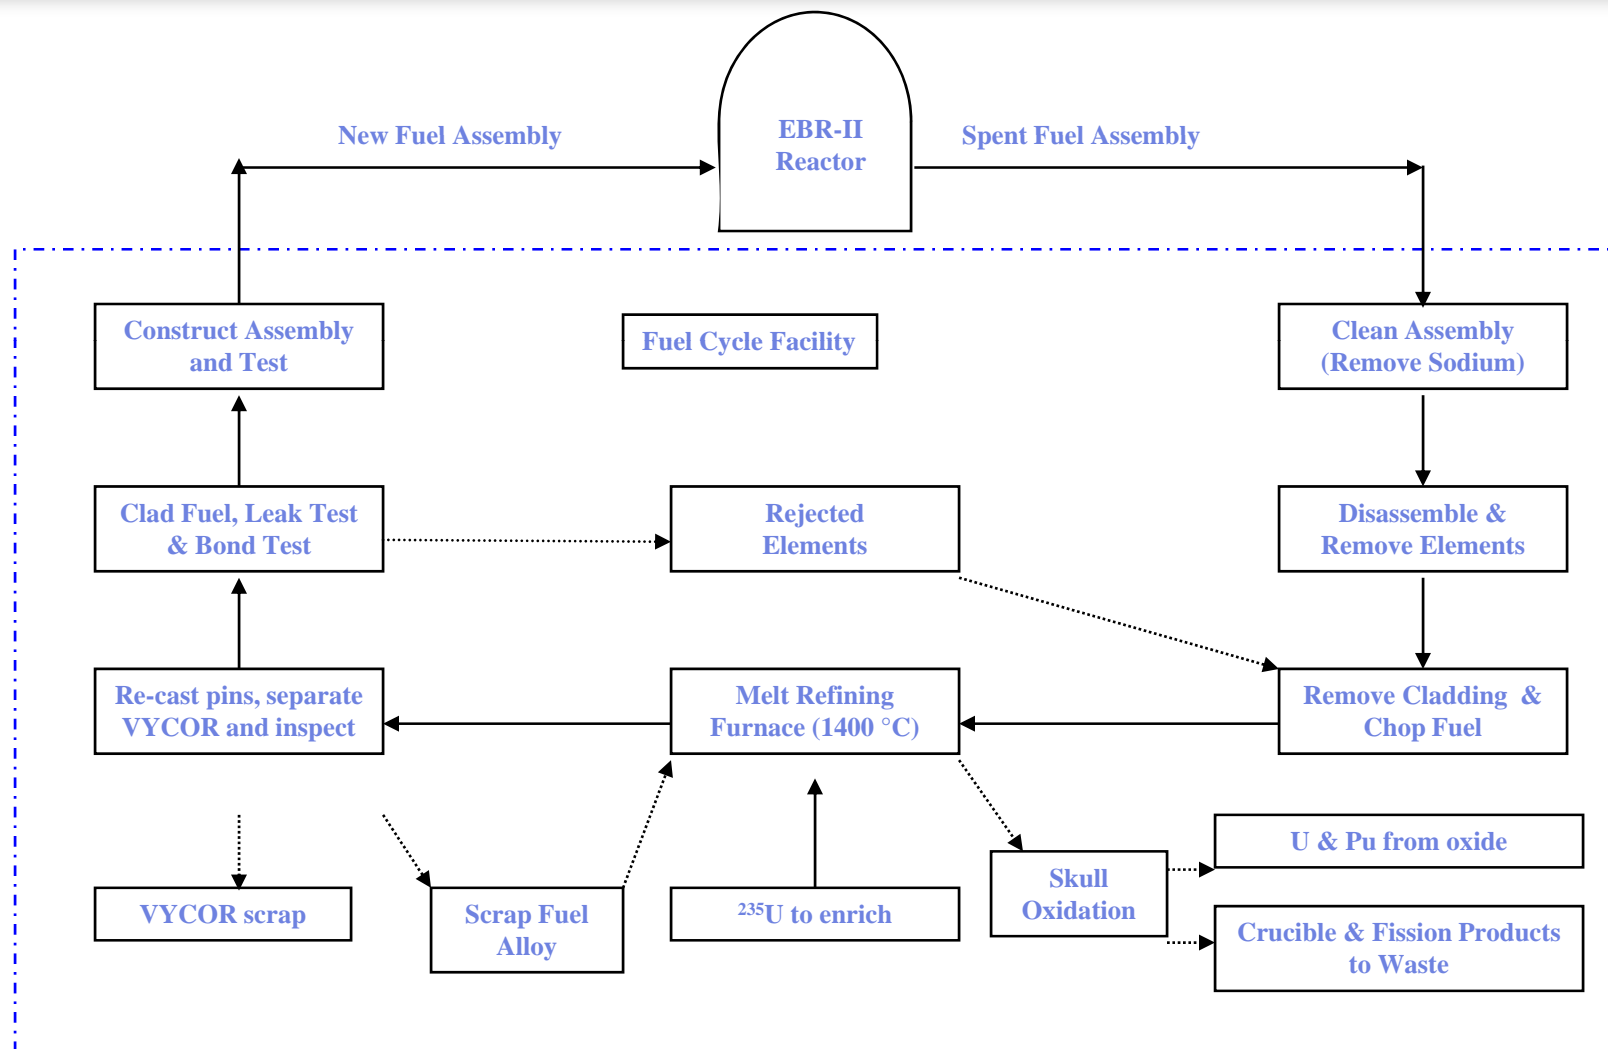 New Fuel Assembly
EBR-II
Reactor
Spent Fuel Assembly
Construct Assembly
and Test
Fuel Cycle Facility
Clean Assembly
(Remove Sodium)
Clad Fuel, Leak Test
& Bond Test
Rejected
Elements
Disassemble &
Remove Elements
Re-cast pins, separate
VYCOR and inspect
Melt Refining
Furnace (1400 °C)
Remove Cladding &
Chop Fuel
VYCOR scrap
Scrap Fuel
Alloy
²³⁵U to enrich
Skull
Oxidation
U & Pu from oxide
Crucible & Fission Products
to Waste